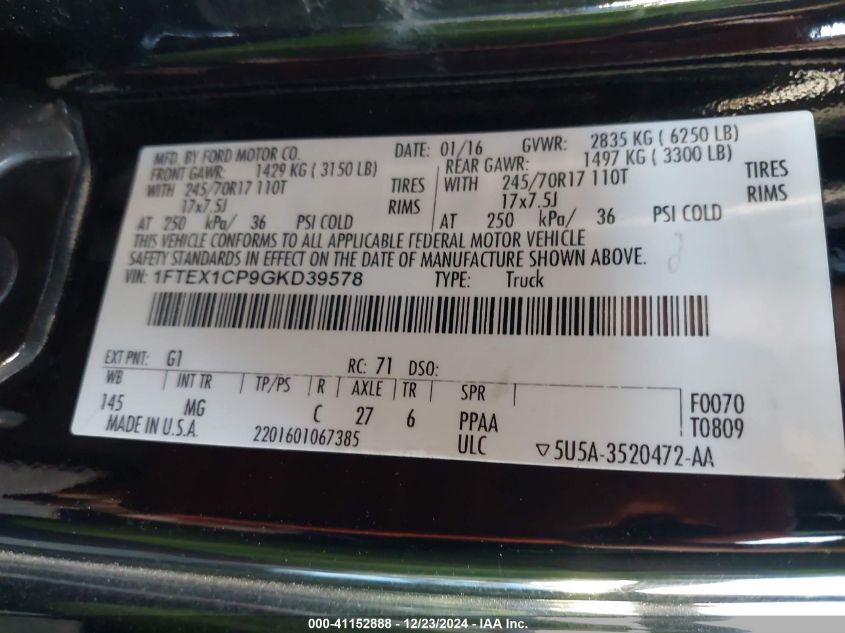 MFD. BY FORD MOTOR CO. DATE: 01/16 GVWR: 2835 KG ( 6250 LB)
FRONT GAWR: 1429 KG ( 3150 LB) REAR GAWR: 1497 KG ( 3300 LB)
WITH 245/70R17 110T TIRES WITH 245/70R17 110T TIRES
17x7.5J RIMS 17x7.5J RIMS
AT 250 kPa/ 36 PSI COLD AT 250 kPa/ 36 PSI COLD
THIS VEHICLE CONFORMS TO ALL APPLICABLE FEDERAL MOTOR VEHICLE
SAFETY STANDARDS IN EFFECT ON THE DATE OF MANUFACTURE SHOWN ABOVE.
VIN: 1FTEX1CP9GKD39578 TYPE: Truck
EXT PNT: G1 RC: 71 DSO:
WB INT TR TP/PS R AXLE TR SPR
145 MG C 27 6 PPAA F0070
MADE IN U.S.A. 2201601067385 ULC T0809
▽5U5A-3520472-AA
000-41152888 - 12/23/2024 - IAA Inc.